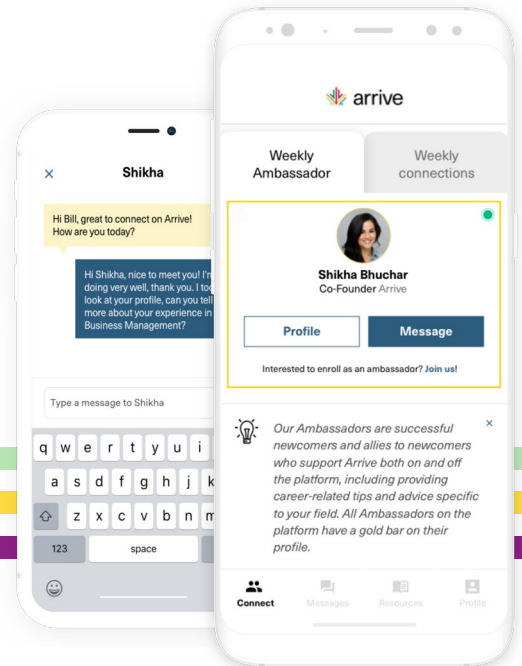 Shikha
Hi Bill, great to connect on Arrive!
How are you today?
Hi Shikha, nice to meet you! I'm
doing very well, thank you. I
look at your profile, can you tell
more about your experience in
Business Management?
Type a message to Shikha
q w e r t y u i
a s d f g h j k
z x c v b n m
123 space
arrive
Weekly
Ambassador
Weekly
connections
Shikha Bhuchar
Co-Founder Arrive
Profile
Message
Interested to enroll as an ambassador? Join us!
Our Ambassadors are successful
newcomers and allies to newcomers
who support Arrive both on and off
the platform, including providing
career-related tips and advice specific
to your field. All Ambassadors on the
platform have a gold bar on their
profile.
Connect
Messages
Resources
Profile